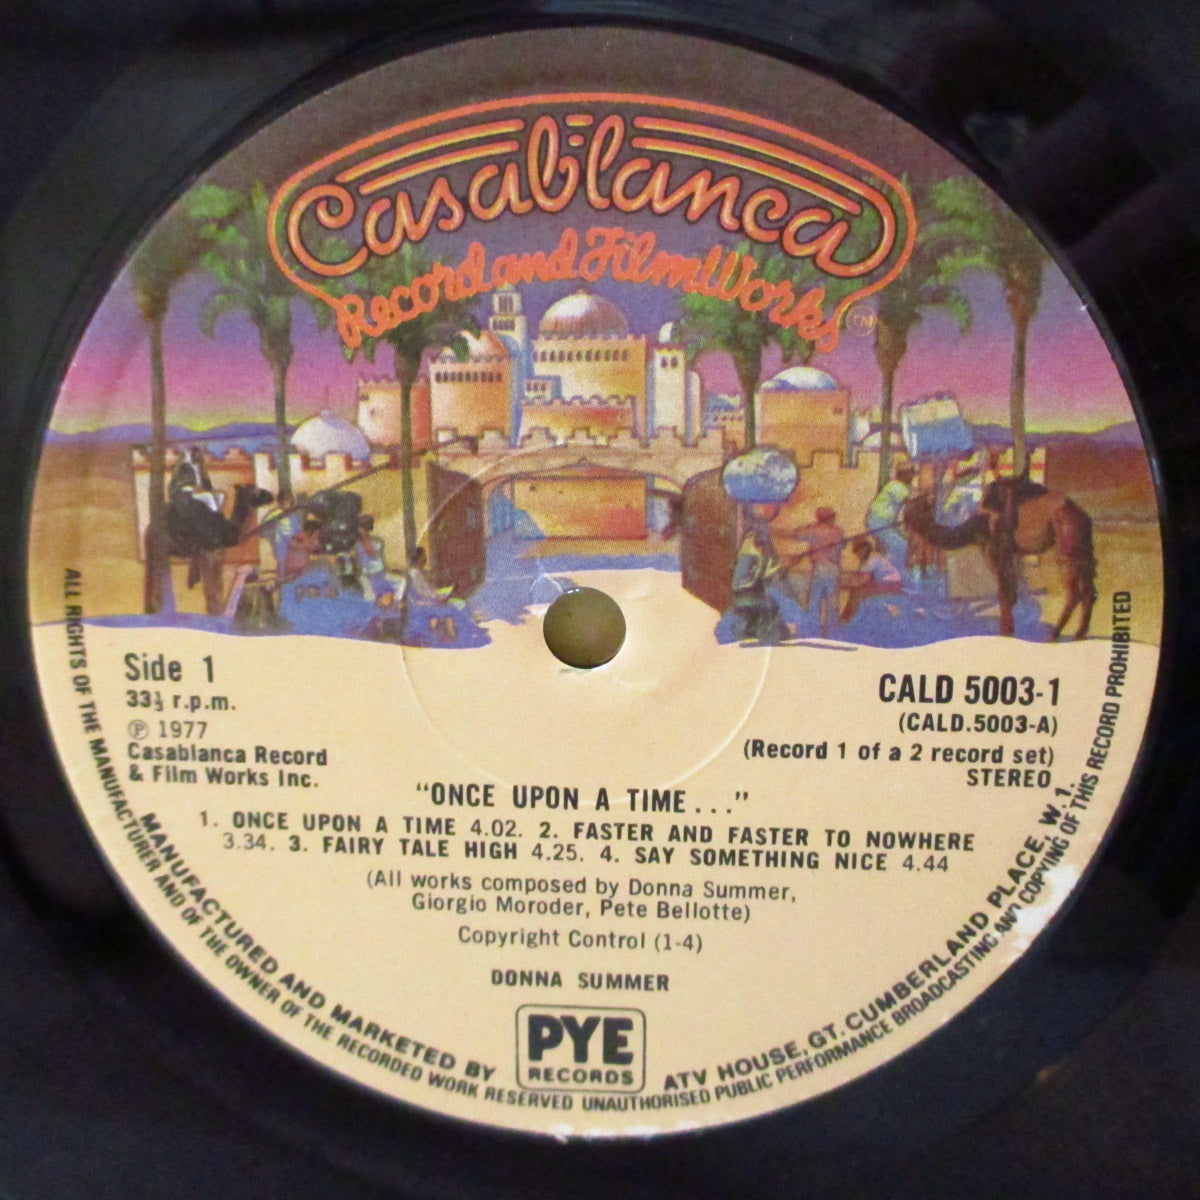 Casablanca
Record and FilmWorks
TM
Side 1
33⅓ r.p.m.
℗ 1977
Casablanca Record
& Film Works Inc.
CALD 5003-1
(CALD.5003-A)
(Record 1 of a 2 record set)
STEREO
"ONCE UPON A TIME..."
1. ONCE UPON A TIME 4.02. 2. FASTER AND FASTER TO NOWHERE
3.34. 3. FAIRY TALE HIGH 4.25. 4. SAY SOMETHING NICE 4.44
(All works composed by Donna Summer,
Giorgio Moroder, Pete Bellotte)
Copyright Control (1-4)
DONNA SUMMER
PYE
RECORDS
MANUFACTURED AND MARKETED BY
ATV HOUSE, GT. CUMBERLAND PLACE, W.1.
ALL RIGHTS OF THE MANUFACTURER AND OF THE OWNER OF THE RECORDED WORK RESERVED UNAUTHORISED PUBLIC PERFORMANCE BROADCASTING AND COPYING OF THIS RECORD PROHIBITED